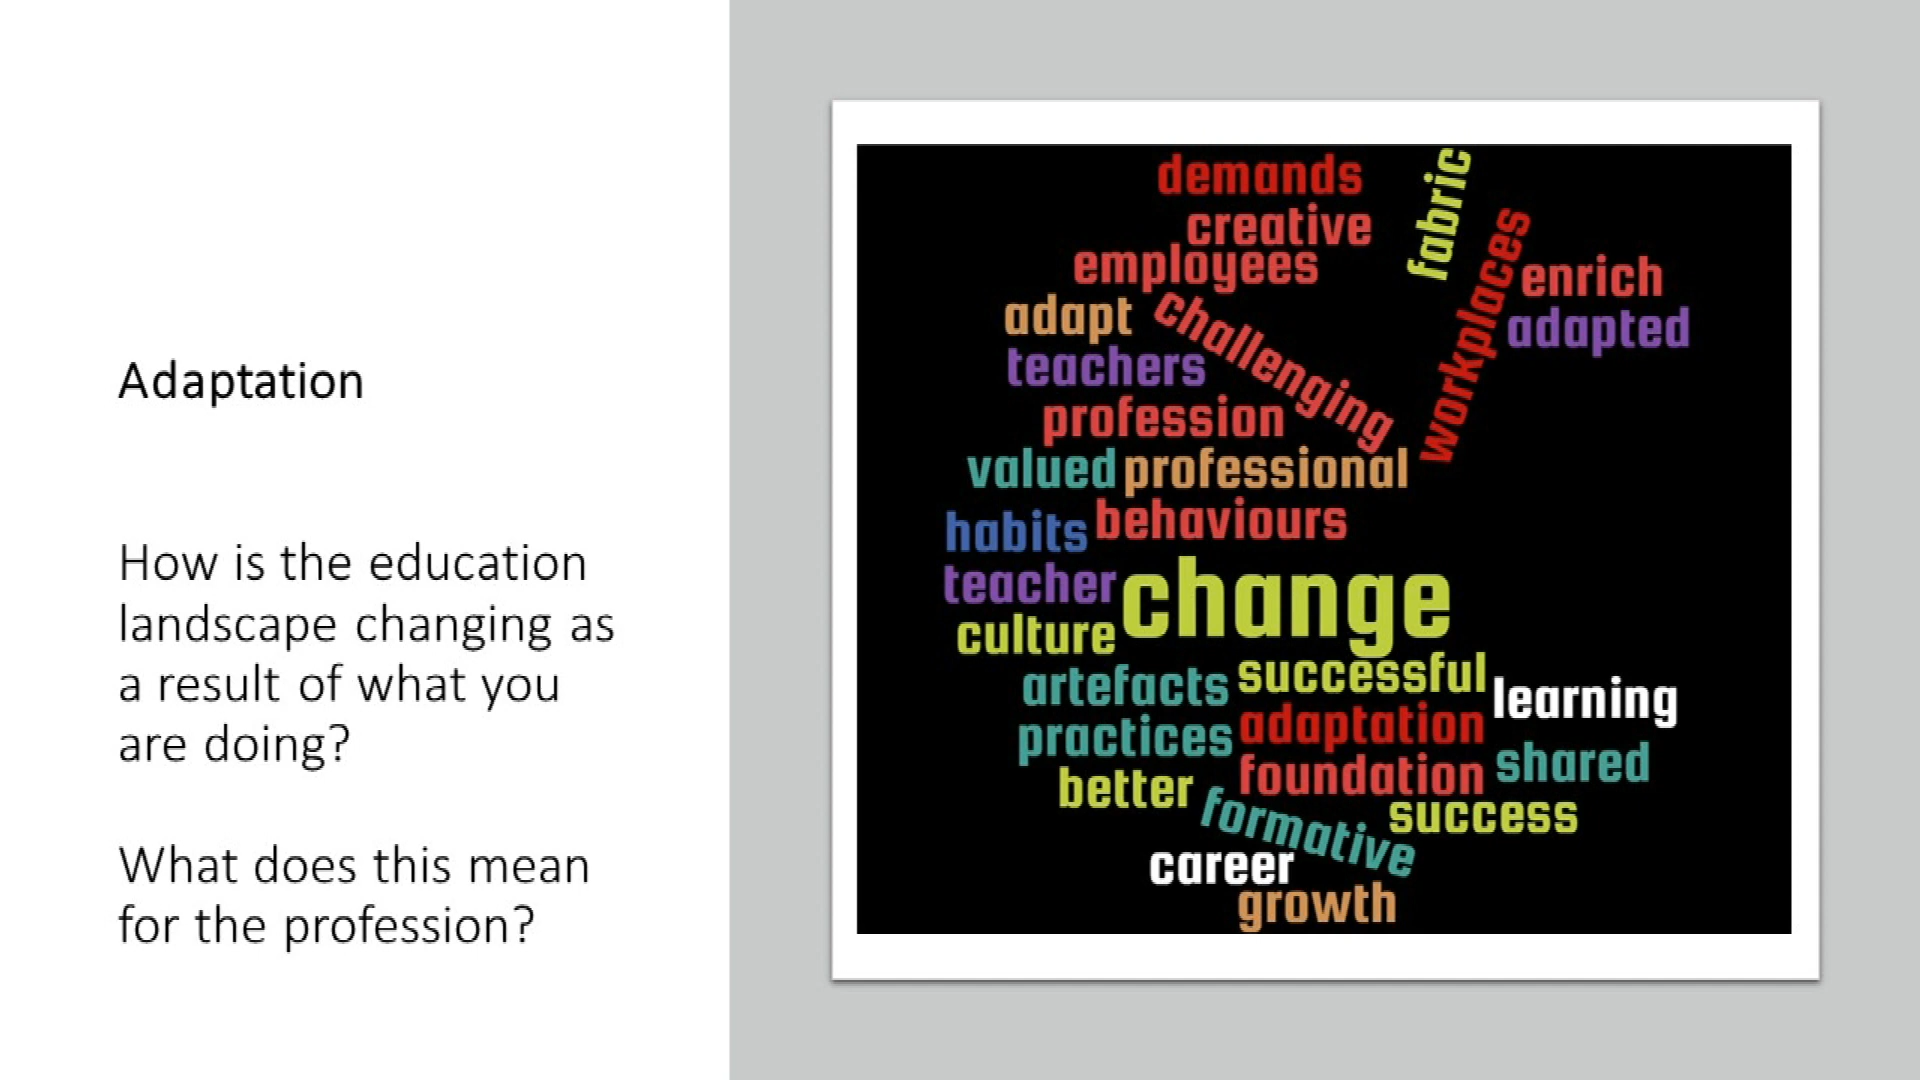 Adaptation
How is the education
landscape changing as
a result of what you
are doing?
What does this mean
for the profession?
demands
fabric
creative
workplaces
employees
enrich
adapt
challenging
adapted
teachers
profession
valued professional
habits behaviours
teacher change
culture
artefacts successful learning
practices adaptation shared
better foundation
formative success
career
growth